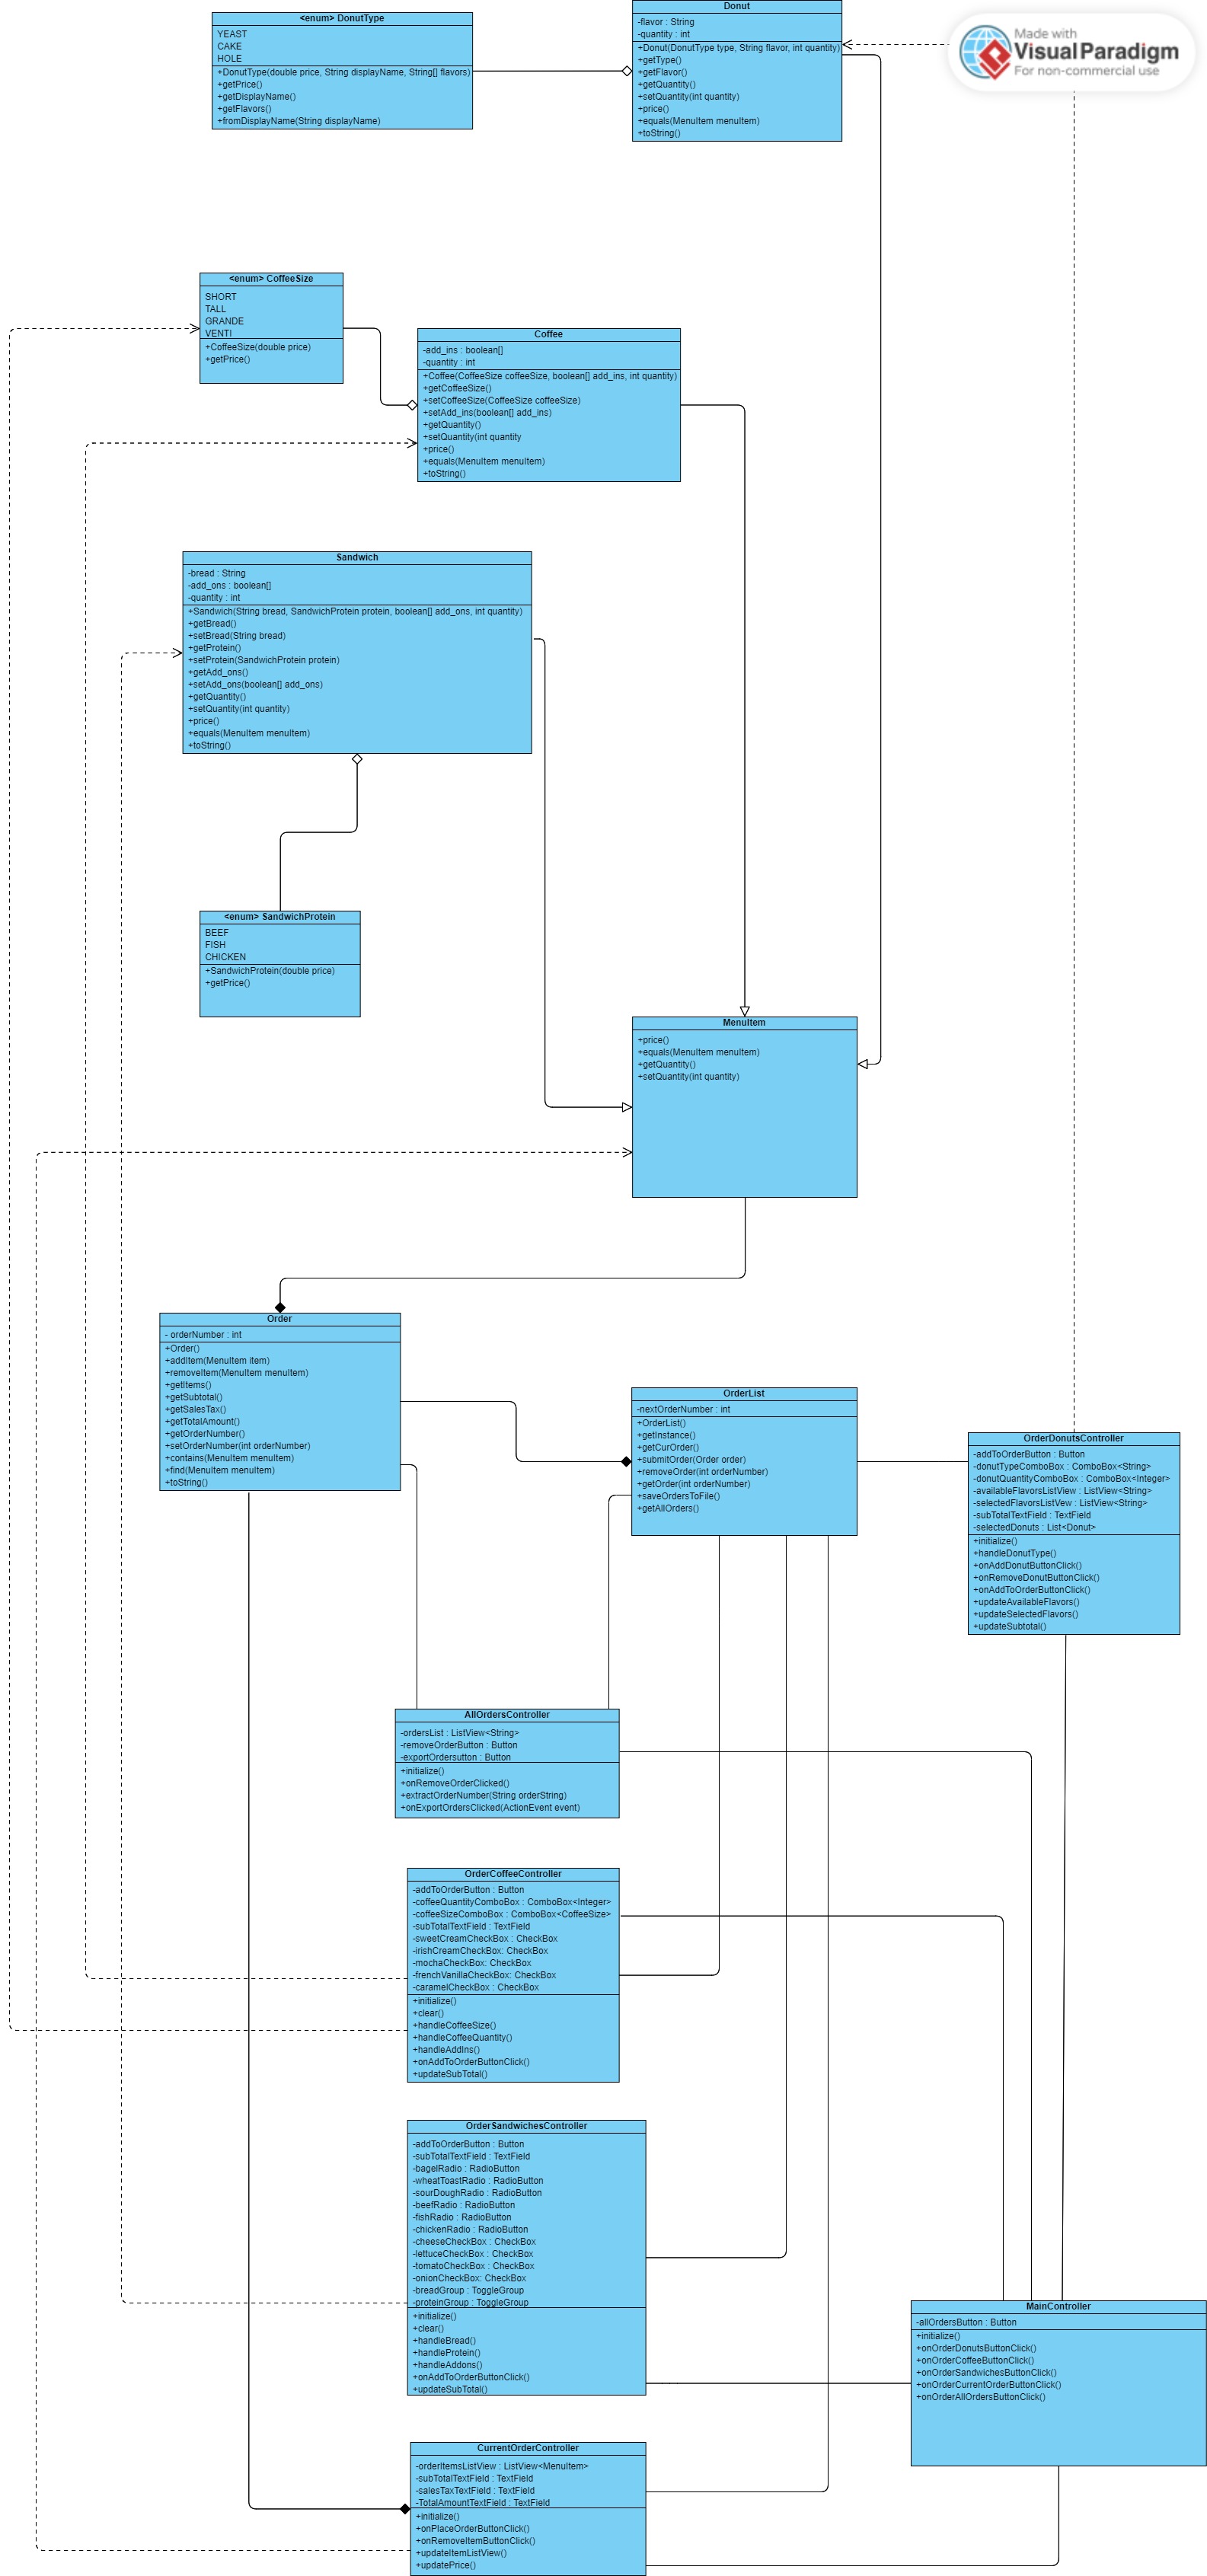 <enum> DonutType
YEAST
CAKE
HOLE
+DonutType(double price, String displayName, String[] flavors)
+getPrice()
+getDisplayName()
+getFlavors()
+fromDisplayName(String displayName)
Donut
-flavor : String
-quantity : int
+Donut(DonutType type, String flavor, int quantity)
+getType()
+getFlavor()
+getQuantity()
+setQuantity(int quantity)
+price()
+equals(MenuItem menuItem)
+toString()
Made with
VisualParadigm
For non-commercial use
<enum> CoffeeSize
SHORT
TALL
GRANDE
VENTI
+CoffeeSize(double price)
+getPrice()
Coffee
-add_ins : boolean[]
-quantity : int
+Coffee(CoffeeSize coffeeSize, boolean[] add_ins, int quantity)
+getCoffeeSize()
+setCoffeeSize(CoffeeSize coffeeSize)
+setAdd_ins(boolean[] add_ins)
+getQuantity()
+setQuantity(int quantity
+price()
+equals(MenuItem menuItem)
+toString()
Sandwich
-bread : String
-add_ons : boolean[]
-quantity : int
+Sandwich(String bread, SandwichProtein protein, boolean[] add_ons, int quantity)
+getBread()
+setBread(String bread)
+getProtein()
+setProtein(SandwichProtein protein)
+getAdd_ons()
+setAdd_ons(boolean[] add_ons)
+getQuantity()
+setQuantity(int quantity)
+price()
+equals(MenuItem menuItem)
+toString()
<enum> SandwichProtein
BEEF
FISH
CHICKEN
+SandwichProtein(double price)
+getPrice()
MenuItem
+price()
+equals(MenuItem menuItem)
+getQuantity()
+setQuantity(int quantity)
Order
- orderNumber : int
+Order()
+addItem(MenuItem item)
+removeItem(MenuItem menuItem)
+getItems()
+getSubtotal()
+getSalesTax()
+getTotalAmount()
+getOrderNumber()
+setOrderNumber(int orderNumber)
+contains(MenuItem menuItem)
+find(MenuItem menuItem)
+toString()
OrderList
-nextOrderNumber : int
+OrderList()
+getInstance()
+getCurOrder()
+submitOrder(Order order)
+removeOrder(int orderNumber)
+getOrder(int orderNumber)
+saveOrdersToFile()
+getAllOrders()
OrderDonutsController
-addToOrderButton : Button
-donutTypeComboBox : ComboBox<String>
-donutQuantityComboBox : ComboBox<Integer>
-availableFlavorsListView : ListView<String>
-selectedFlavorsListVew : ListView<String>
-subTotalTextField : TextField
-selectedDonuts : List<Donut>
+initialize()
+handleDonutType()
+onAddDonutButtonClick()
+onRemoveDonutButtonClick()
+onAddToOrderButtonClick()
+updateAvailableFlavors()
+updateSelectedFlavors()
+updateSubtotal()
AllOrdersController
-ordersList : ListView<String>
-removeOrderButton : Button
-exportOrdersutton : Button
+initialize()
+onRemoveOrderClicked()
+extractOrderNumber(String orderString)
+onExportOrdersClicked(ActionEvent event)
OrderCoffeeController
-addToOrderButton : Button
-coffeeQuantityComboBox : ComboBox<Integer>
-coffeeSizeComboBox : ComboBox<CoffeeSize>
-subTotalTextField : TextField
-sweetCreamCheckBox : CheckBox
-irishCreamCheckBox: CheckBox
-mochaCheckBox: CheckBox
-frenchVanillaCheckBox: CheckBox
-caramelCheckBox : CheckBox
+initialize()
+clear()
+handleCoffeeSize()
+handleCoffeeQuantity()
+handleAddIns()
+onAddToOrderButtonClick()
+updateSubTotal()
OrderSandwichesController
-addToOrderButton : Button
-subTotalTextField : TextField
-bagelRadio : RadioButton
-wheatToastRadio : RadioButton
-sourDoughRadio : RadioButton
-beefRadio : RadioButton
-fishRadio : RadioButton
-chickenRadio : RadioButton
-cheeseCheckBox : CheckBox
-lettuceCheckBox : CheckBox
-tomatoCheckBox : CheckBox
-onionCheckBox: CheckBox
-breadGroup : ToggleGroup
-proteinGroup : ToggleGroup
+initialize()
+clear()
+handleBread()
+handleProtein()
+handleAddons()
+onAddToOrderButtonClick()
+updateSubTotal()
MainController
-allOrdersButton : Button
+initialize()
+onOrderDonutsButtonClick()
+onOrderCoffeeButtonClick()
+onOrderSandwichesButtonClick()
+onOrderCurrentOrderButtonClick()
+onOrderAllOrdersButtonClick()
CurrentOrderController
-orderItemsListView : ListView<MenuItem>
-subTotalTextField : TextField
-salesTaxTextField : TextField
-TotalAmountTextField : TextField
+initialize()
+onPlaceOrderButtonClick()
+onRemoveItemButtonClick()
+updateItemListView()
+updatePrice()